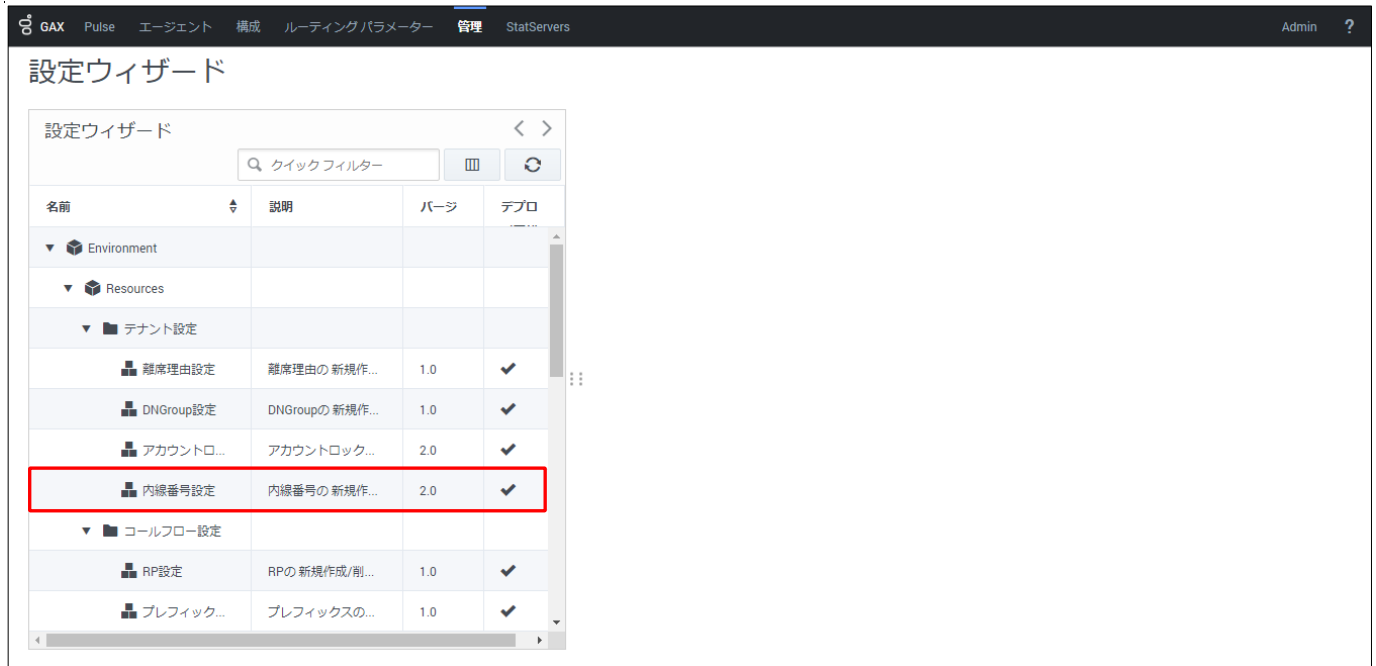 GAX Pulse エージェント 構成 ルーティング パラメーター 管理 StatServers Admin ?
設定ウィザード
設定ウィザード
クイック フィルター
名前 説明 バージ デプロ
Environment
Resources
テナント設定
離席理由設定 離席理由の 新規作... 1.0
DNGroup設定 DNGroupの 新規作... 1.0
アカウントロ... アカウントロック... 2.0
内線番号設定 内線番号の 新規作... 2.0
コールフロー設定
RP設定 RPの 新規作成/削... 1.0
プレフィック... プレフィックスの... 1.0